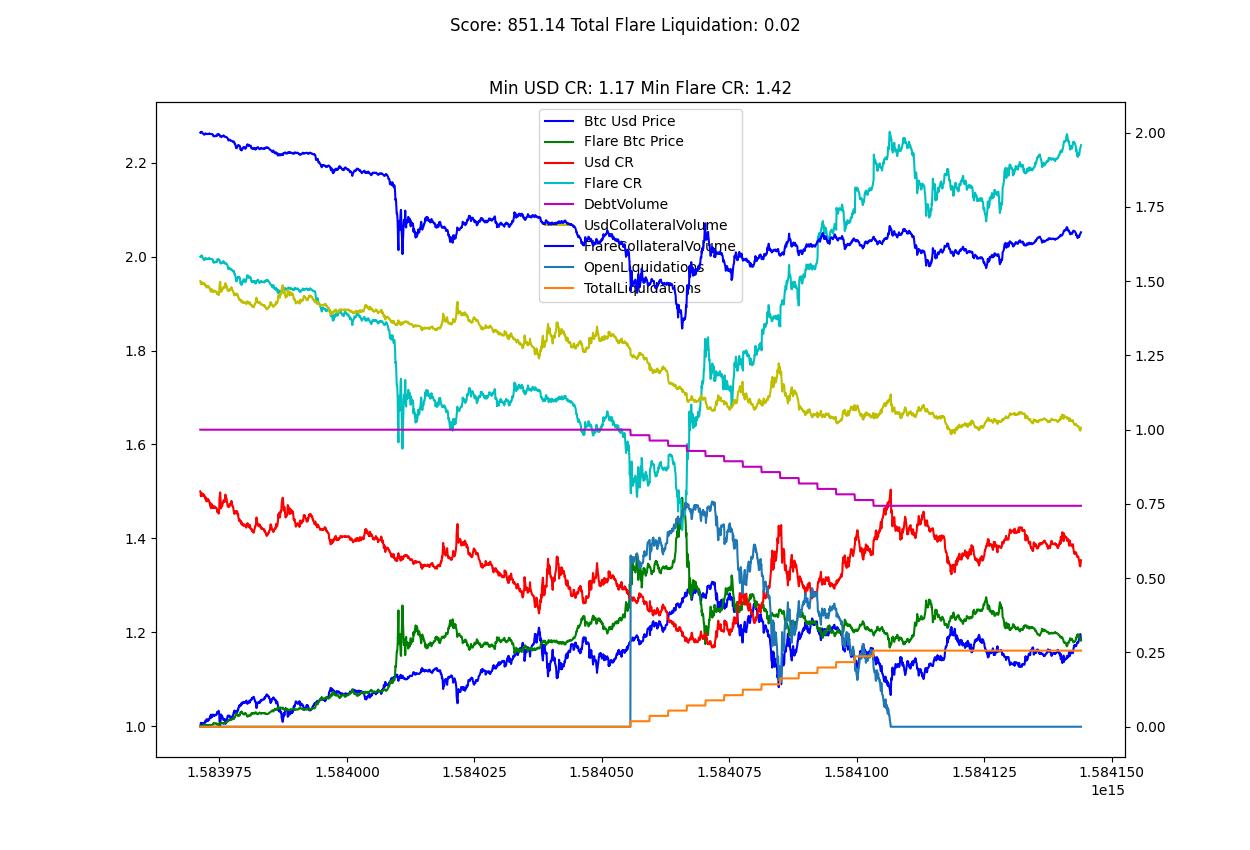 Score: 851.14 Total Flare Liquidation: 0.02
Min USD CR: 1.17 Min Flare CR: 1.42
Btc Usd Price
Flare Btc Price
Usd CR
Flare CR
DebtVolume
UsdCollateralVolume
FlareCollateralVolume
OpenLiquidations
TotalLiquidations
2.2
2.0
1.8
1.6
1.4
1.2
1.0
2.00
1.75
1.50
1.25
1.00
0.75
0.50
0.25
0.00
1.583975 1.584000 1.584025 1.584050 1.584075 1.584100 1.584125 1.584150
1e15